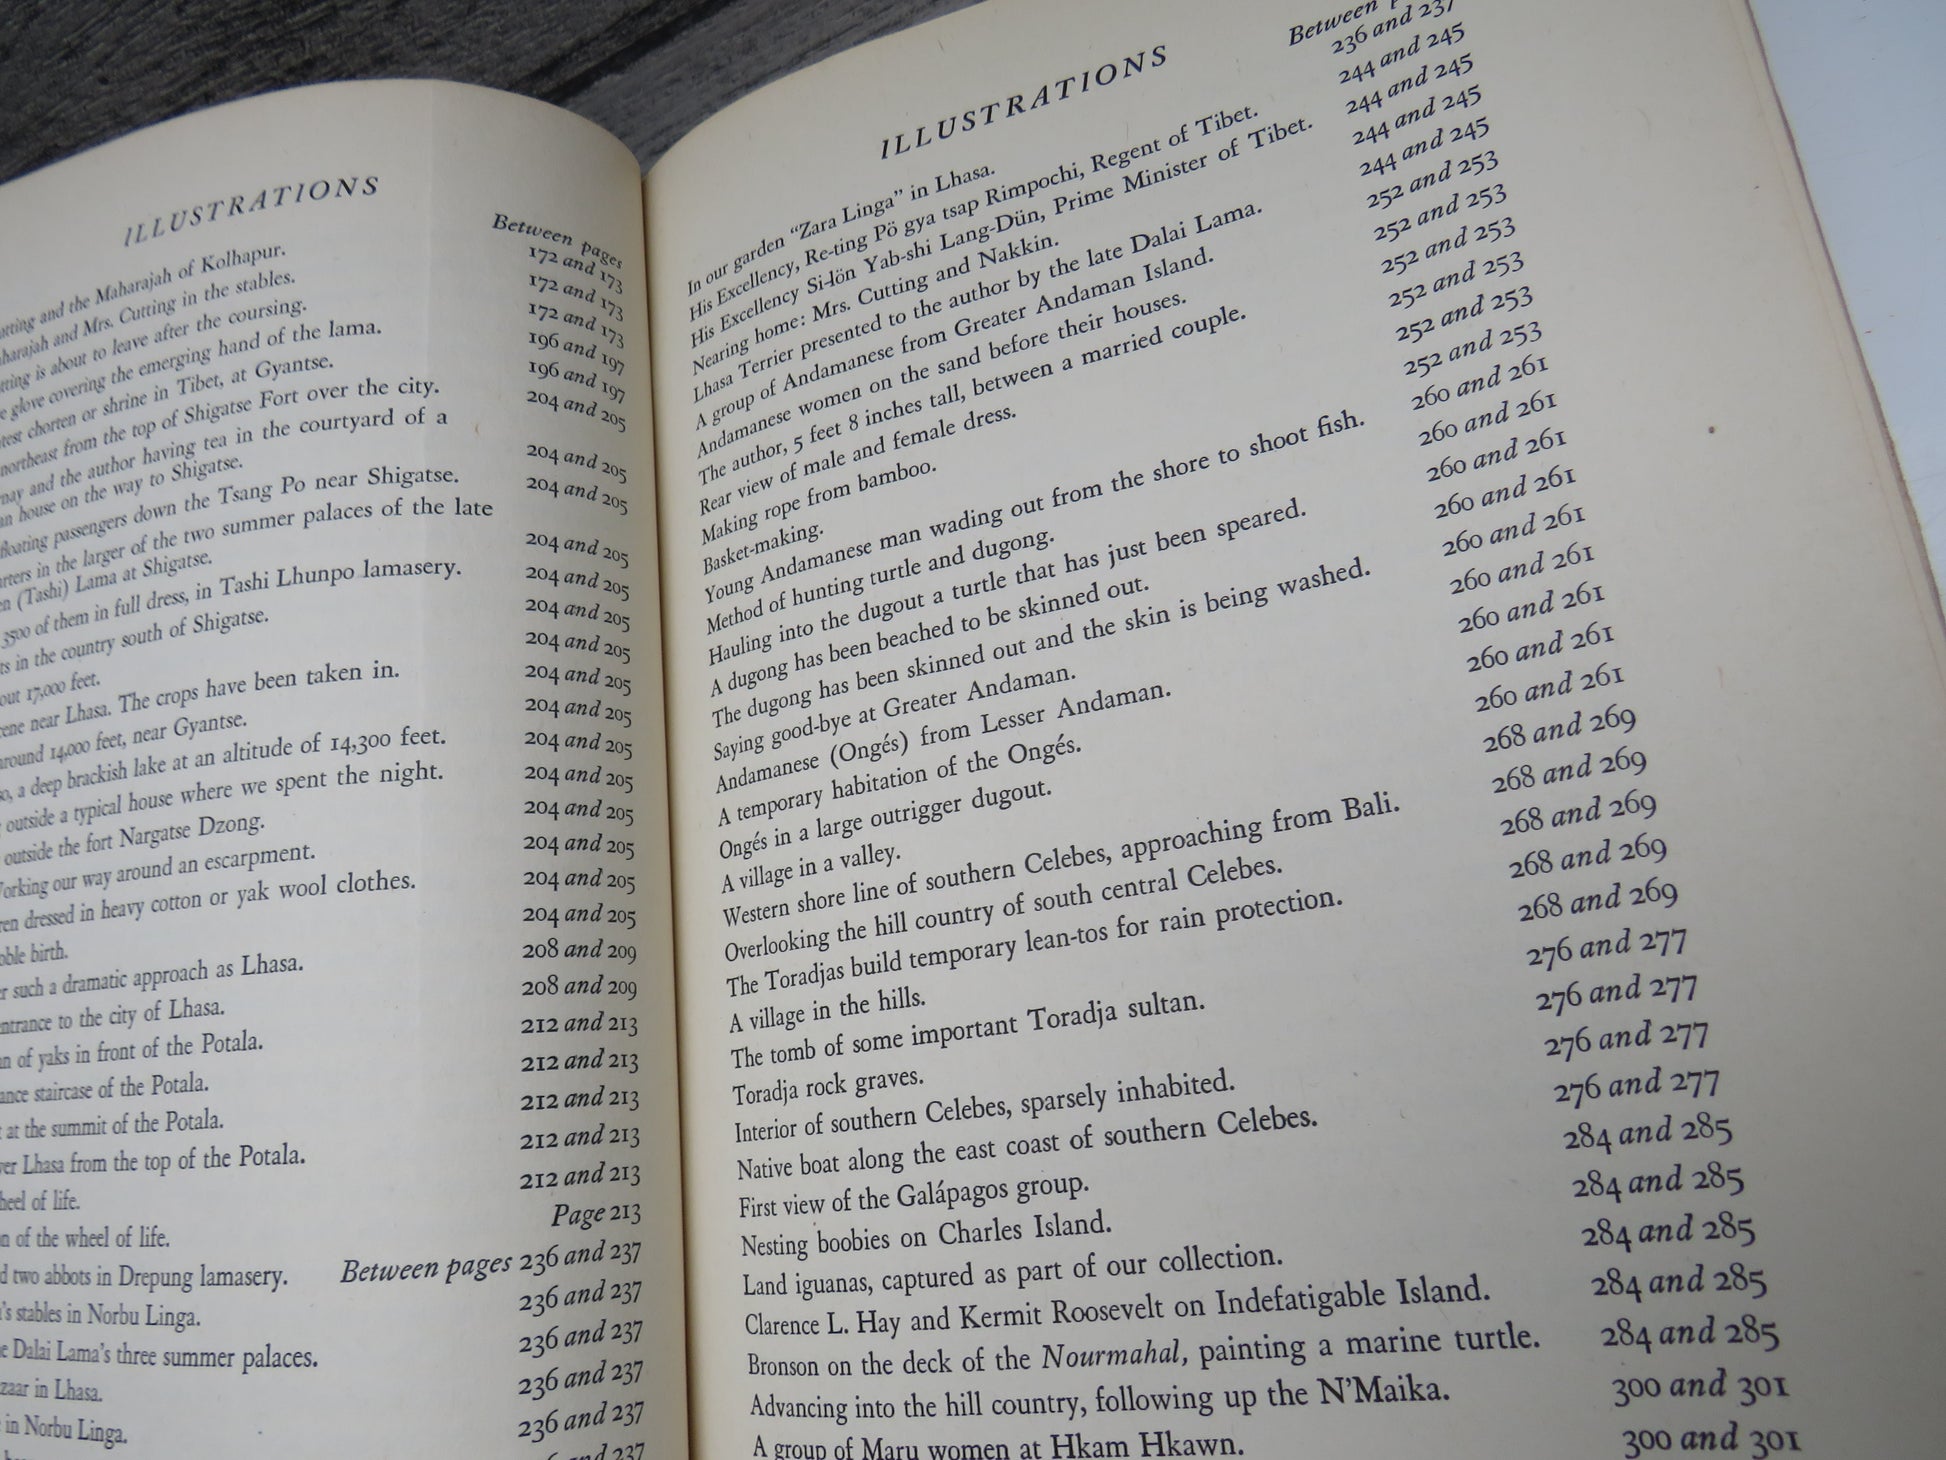 ILLUSTRATIONS
Between pages
and the Maharajah of Kolhapur. 172 and 173
and Mrs. Cutting in the stables. 172 and 173
is about to leave after the coursing. 172 and 173
glove covering the emerging hand of the lama. 196 and 197
chorten or shrine in Tibet, at Gyantse. 196 and 197
northeast from the top of Shigatse Fort over the city. 204 and 205
and the author having tea in the courtyard of a
house on the way to Shigatse. 204 and 205
floating passengers down the Tsang Po near Shigatse. 204 and 205
in the larger of the two summer palaces of the late
(Tashi) Lama at Shigatse. 204 and 205
3500 of them in full dress, in Tashi Lhunpo lamasery. 204 and 205
in the country south of Shigatse. 204 and 205
17,000 feet. 204 and 205
near Lhasa. The crops have been taken in. 204 and 205
around 14,000 feet, near Gyantse. 204 and 205
a deep brackish lake at an altitude of 14,300 feet. 204 and 205
outside a typical house where we spent the night. 204 and 205
outside the fort Nargatse Dzong. 204 and 205
our way around an escarpment. 204 and 205
dressed in heavy cotton or yak wool clothes. 204 and 205
birth. 204 and 205
such a dramatic approach as Lhasa. 208 and 209
to the city of Lhasa. 208 and 209
of yaks in front of the Potala. 212 and 213
staircase of the Potala. 212 and 213
at the summit of the Potala. 212 and 213
Lhasa from the top of the Potala. 212 and 213
of life. 212 and 213
of the wheel of life. Page 213
two abbots in Drepung lamasery. Between pages 236 and 237
stables in Norbu Linga. 236 and 237
Dalai Lama's three summer palaces. 236 and 237
in Lhasa. 236 and 237
in Norbu Linga. 236 and 237
237
ILLUSTRATIONS
Between
In our garden “Zara Linga” in Lhasa. 236 and 237
His Excellency, Re-ting Pö gya tsap Rimpochi, Regent of Tibet. 244 and 245
His Excellency Si-lön Yab-shi Lang-Dün, Prime Minister of Tibet. 244 and 245
Nearing home: Mrs. Cutting and Nakkin. 244 and 245
Lhasa Terrier presented to the author by the late Dalai Lama. 244 and 245
A group of Andamanese from Greater Andaman Island. 252 and 253
Andamanese women on the sand before their houses. 252 and 253
The author, 5 feet 8 inches tall, between a married couple. 252 and 253
Rear view of male and female dress. 252 and 253
Making rope from bamboo. 252 and 253
Basket-making. 252 and 253
Young Andamanese man wading out from the shore to shoot fish. 260 and 261
Method of hunting turtle and dugong. 260 and 261
Hauling into the dugout a turtle that has just been speared. 260 and 261
A dugong has been beached to be skinned out. 260 and 261
The dugong has been skinned out and the skin is being washed. 260 and 261
Saying good-bye at Greater Andaman. 260 and 261
Andamanese (Ongés) from Lesser Andaman. 260 and 261
A temporary habitation of the Ongés. 260 and 261
Ongés in a large outrigger dugout. 260 and 261
A village in a valley. 268 and 269
Western shore line of southern Celebes, approaching from Bali. 268 and 269
Overlooking the hill country of south central Celebes. 268 and 269
The Toradjas build temporary lean-tos for rain protection. 268 and 269
A village in the hills. 268 and 269
The tomb of some important Toradja sultan. 276 and 277
Toradja rock graves. 276 and 277
Interior of southern Celebes, sparsely inhabited. 276 and 277
Native boat along the east coast of southern Celebes. 276 and 277
First view of the Galápagos group. 284 and 285
Nesting boobies on Charles Island. 284 and 285
Land iguanas, captured as part of our collection. 284 and 285
Clarence L. Hay and Kermit Roosevelt on Indefatigable Island. 284 and 285
Bronson on the deck of the Nourmahal, painting a marine turtle. 284 and 285
Advancing into the hill country, following up the N'Maika. 300 and 301
A group of Maru women at Hkam Hkawn. 300 and 301